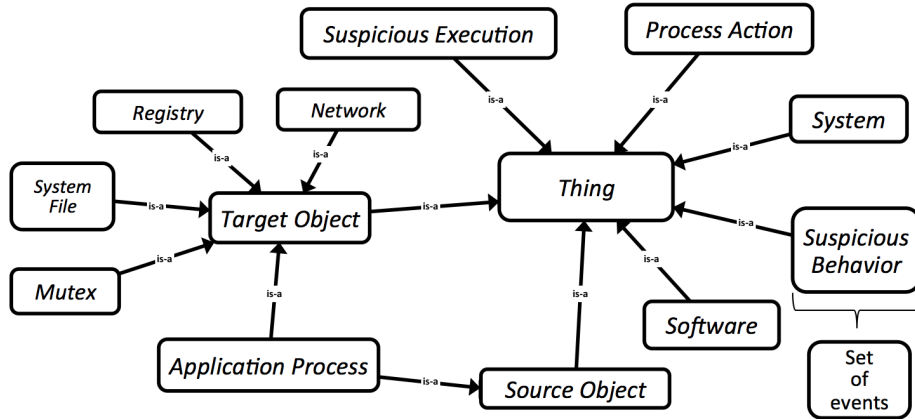 Suspicious Execution
Process Action
is-a
is-a
Registry
Network
System
is-a
is-a
is-a
System
File
is-a
Target Object
is-a
Thing
is-a
Suspicious
Behavior
Mutex
is-a
is-a
is-a
is-a
Software
Application Process
is-a
Source Object
Set
of
events